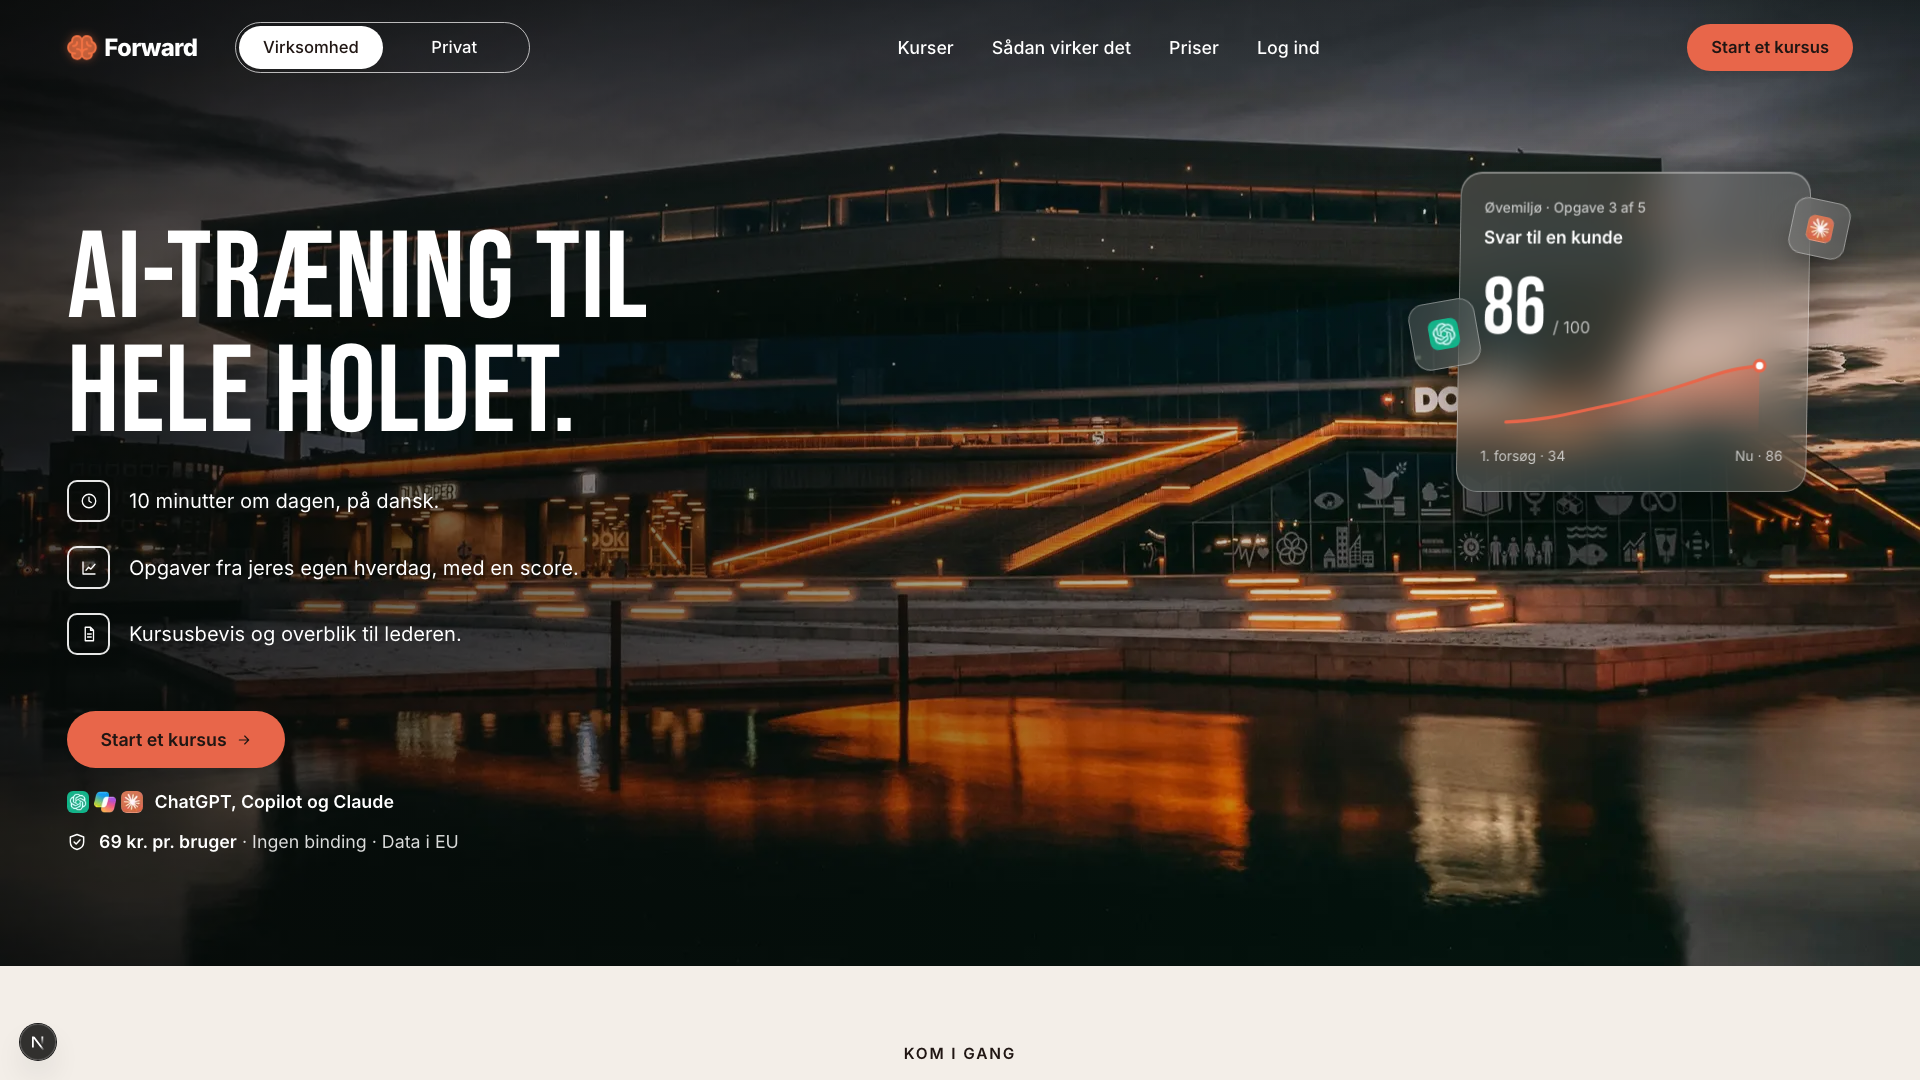 Forward
Virksomhed
Privat
Kurser
Sådan virker det
Priser
Log ind
Start et kursus
AI-TRÆNING TIL
HELE HOLDET.
10 minutter om dagen, på dansk.
Opgaver fra jeres egen hverdag, med en score.
Kursusbevis og overblik til lederen.
Start et kursus →
ChatGPT, Copilot og Claude
69 kr. pr. bruger · Ingen binding · Data i EU
Øvemiljø · Opgave 3 af 5
Svar til en kunde
86 / 100
1. forsøg · 34
Nu · 86
DO
KOM I GANG
N